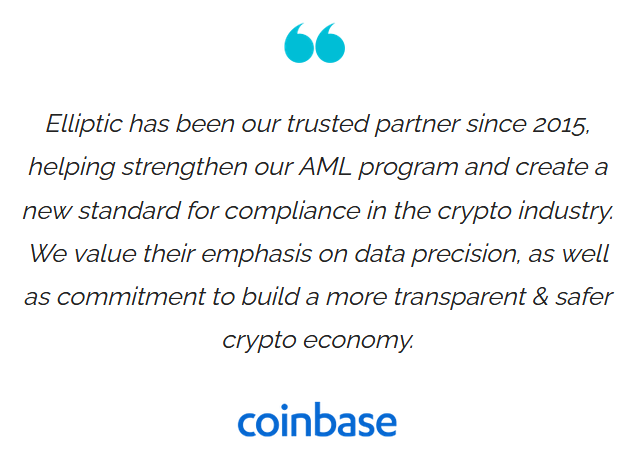 Elliptic has been our trusted partner since 2015,
helping strengthen our AML program and create a
new standard for compliance in the crypto industry.
We value their emphasis on data precision, as well
as commitment to build a more transparent & safer
crypto economy.
coinbase